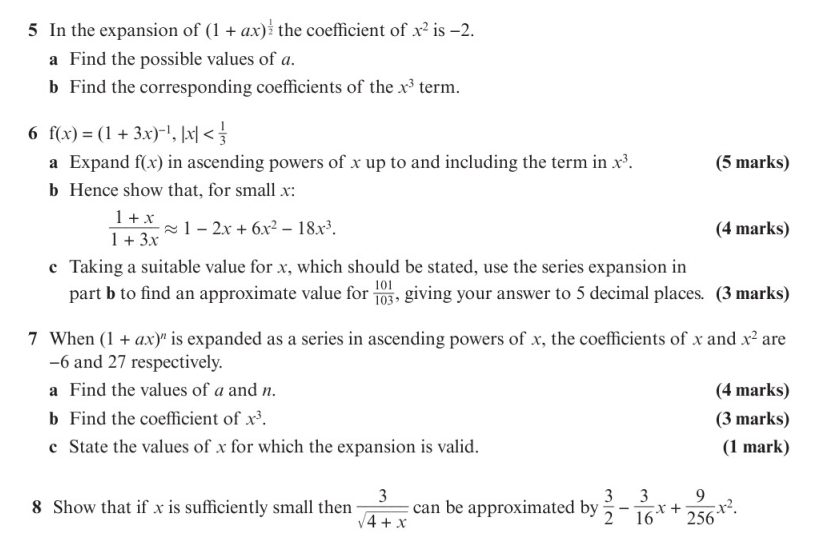 5 In the expansion of (1 + ax)^½ the coefficient of x² is −2.
a Find the possible values of a.
b Find the corresponding coefficients of the x³ term.
6 f(x) = (1 + 3x)⁻¹, |x| < 1/3
a Expand f(x) in ascending powers of x up to and including the term in x³. (5 marks)
b Hence show that, for small x:
(1 + x)/(1 + 3x) ≈ 1 − 2x + 6x² − 18x³. (4 marks)
c Taking a suitable value for x, which should be stated, use the series expansion in
part b to find an approximate value for 101/103, giving your answer to 5 decimal places. (3 marks)
7 When (1 + ax)ⁿ is expanded as a series in ascending powers of x, the coefficients of x and x² are
−6 and 27 respectively.
a Find the values of a and n. (4 marks)
b Find the coefficient of x³. (3 marks)
c State the values of x for which the expansion is valid. (1 mark)
8 Show that if x is sufficiently small then 3/√(4 + x) can be approximated by 3/2 − 3/16 x + 9/256 x².